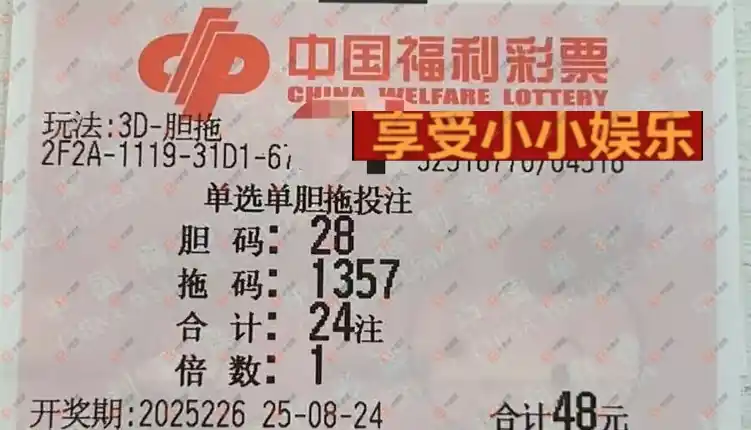 中国福利彩票
CHINA WELFARE LOTTERY
玩法:3D-胆拖
享受小小娱乐
2F2A-1119-31D1-67
单选单胆拖投注
胆 码: 28
拖 码: 1357
合 计: 24注
倍 数: 1
开奖期:2025226 25-08-24 合计48元